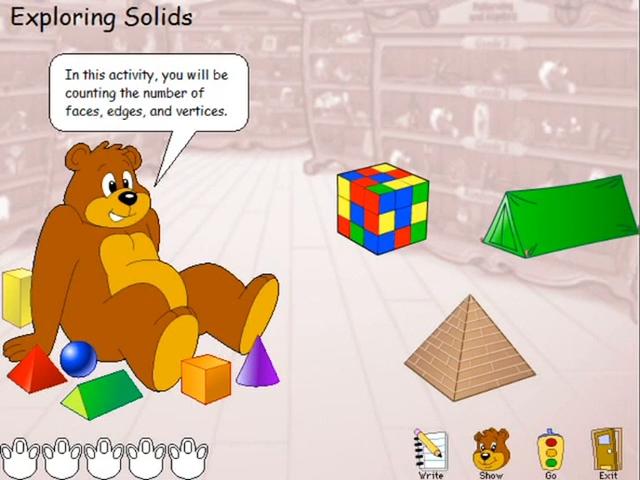 Exploring Solids
In this activity, you will be
counting the number of
faces, edges, and vertices.
Write
Show
Go
Exit